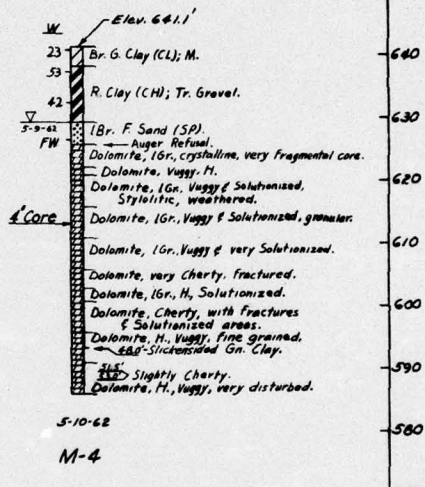 Elev. 641.1'
W
23
Br. G. Clay (CL); M.
640
53
R. Clay (CH); Tr. Gravel.
42
630
5-9-62
lBr. F. Sand (SP).
FW
Auger Refusal.
Dolomite, lGr., crystalline, very fragmental core.
Dolomite, Vuggy, H.
620
Dolomite, lGr. Vuggy & Solutionized,
Stylolitic, weathered.
4" Core
Dolomite, lGr., Vuggy & Solutionized, granular.
610
Dolomite, lGr., Vuggy & very Solutionized.
Dolomite, very Cherty, fractured.
Dolomite, lGr., H., Solutionized.
600
Dolomite, Cherty, with Fractures
& Solutionized areas.
Dolomite, H., Vuggy, fine grained.
48.0'-Slickensided Gn. Clay.
590
51.5'
Slightly Cherty.
Dolomite, H., Vuggy, very disturbed.
580
5-10-62
M-4